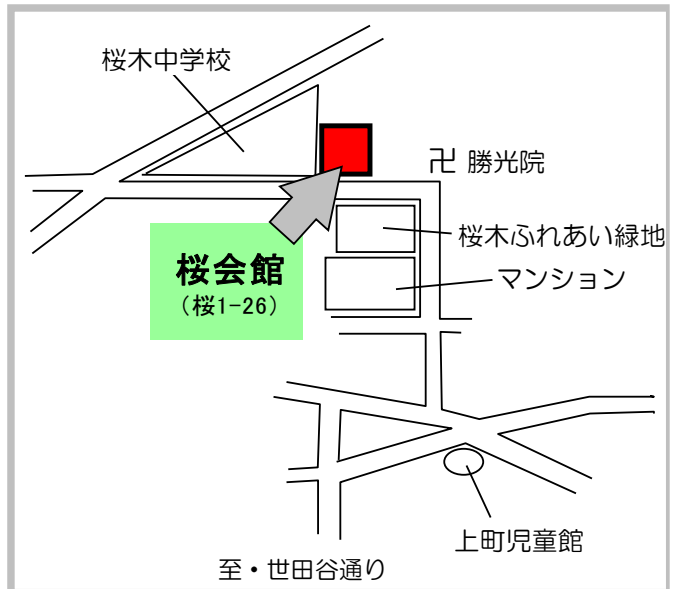 桜木中学校
卍 勝光院
桜木ふれあい緑地
桜会館
（桜1-26）
マンション
上町児童館
至・世田谷通り